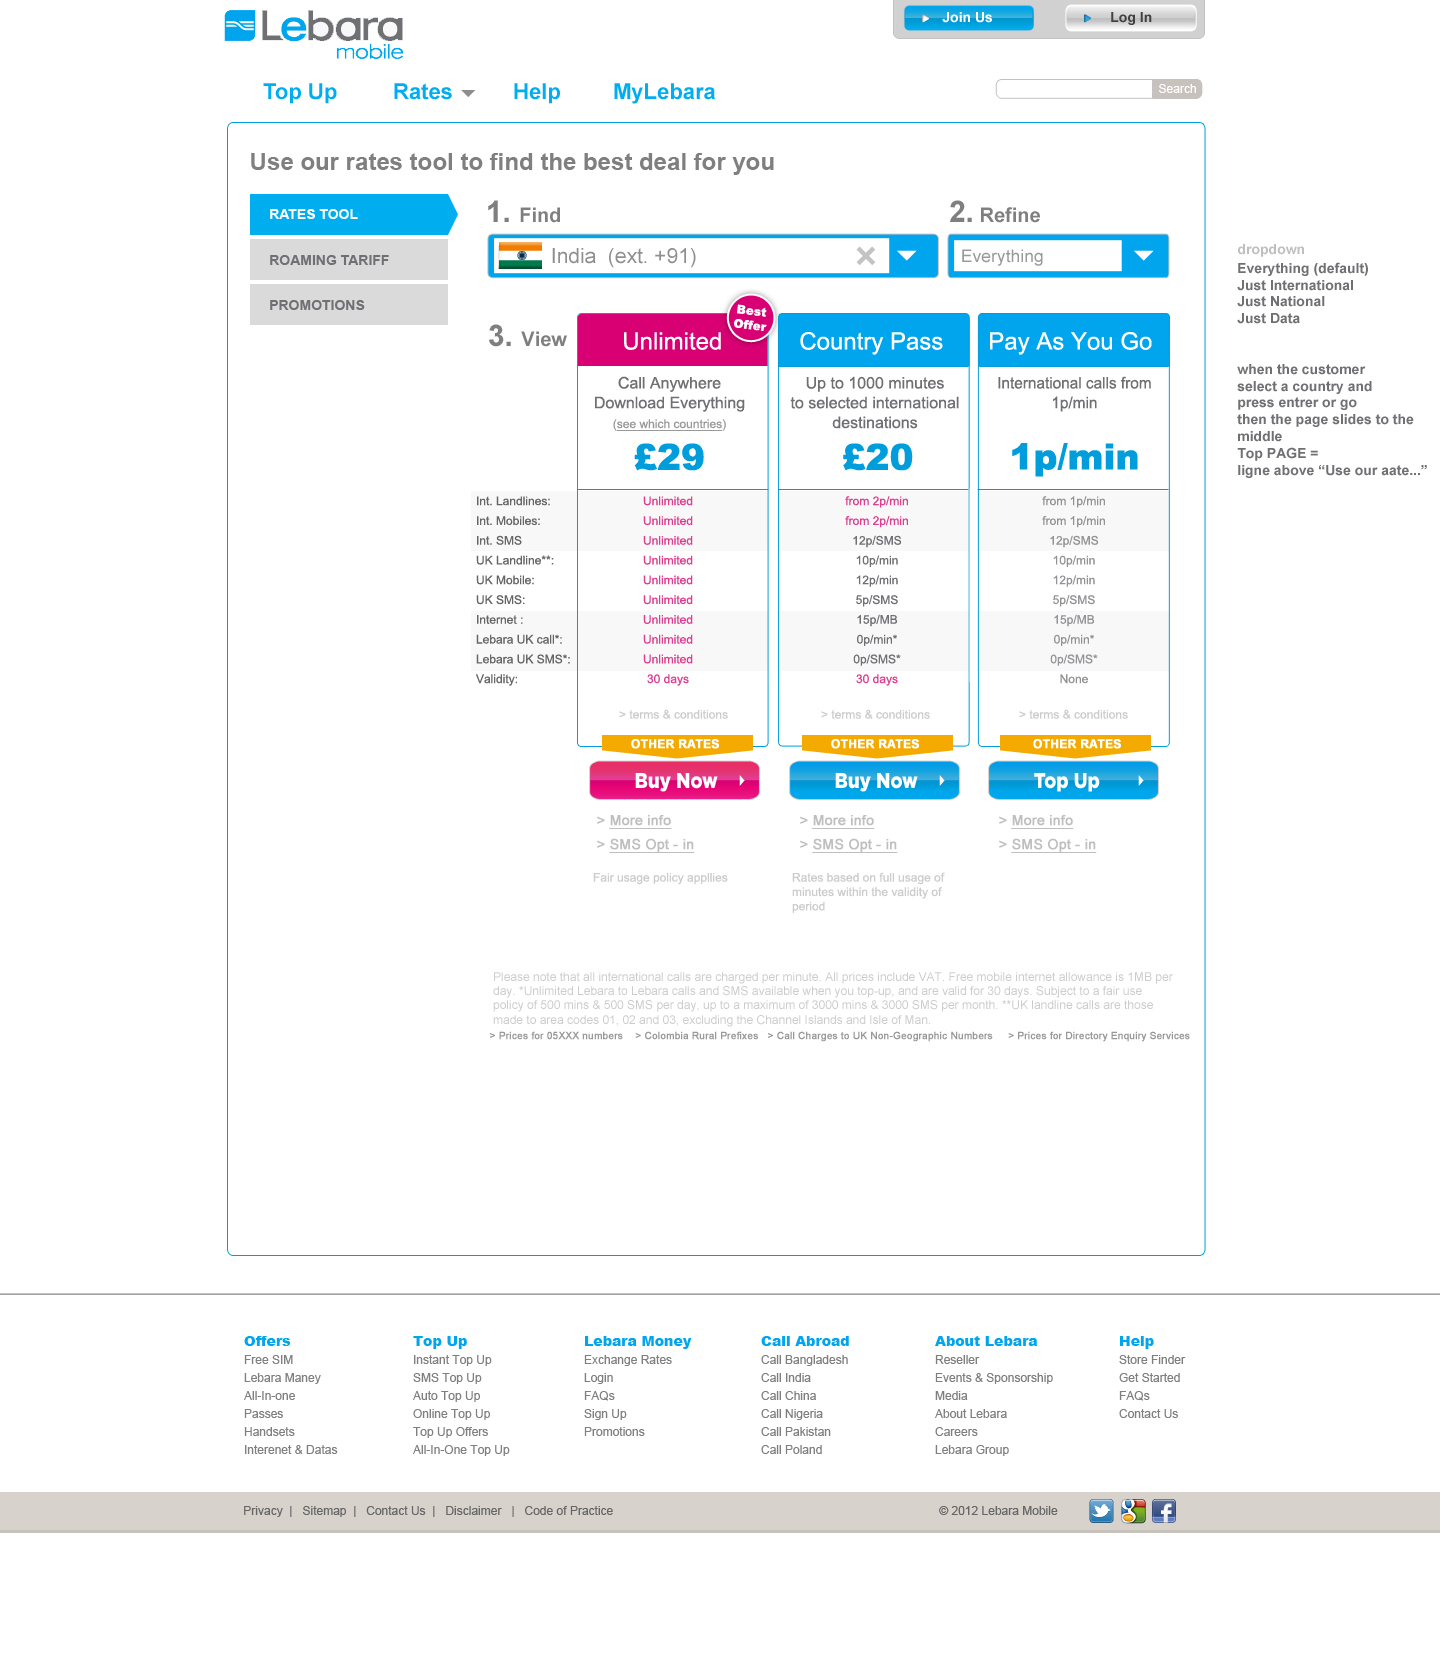 Lebara
mobile
Join Us
Log In
Top Up
Rates
Help
MyLebara
Search
Use our rates tool to find the best deal for you
RATES TOOL
ROAMING TARIFF
PROMOTIONS
1. Find
2. Refine
India (ext. +91)
Everything
dropdown
Everything (default)
Just International
Just National
Just Data
when the customer
select a country and
press entrer or go
then the page slides to the
middle
Top PAGE =
ligne above “Use our aate...”
3. View
Best
Offer
Unlimited
Country Pass
Pay As You Go
Call Anywhere
Download Everything
(see which countries)
£29
Up to 1000 minutes
to selected international
destinations
£20
International calls from
1p/min
1p/min
Int. Landlines: Unlimited from 2p/min from 1p/min
Int. Mobiles: Unlimited from 2p/min from 1p/min
Int. SMS Unlimited 12p/SMS 12p/SMS
UK Landline**: Unlimited 10p/min 10p/min
UK Mobile: Unlimited 12p/min 12p/min
UK SMS: Unlimited 5p/SMS 5p/SMS
Internet : Unlimited 15p/MB 15p/MB
Lebara UK call*: Unlimited 0p/min* 0p/min*
Lebara UK SMS*: Unlimited 0p/SMS* 0p/SMS*
Validity: 30 days 30 days None
> terms & conditions > terms & conditions > terms & conditions
OTHER RATES OTHER RATES OTHER RATES
Buy Now Buy Now Top Up
> More info > More info > More info
> SMS Opt - in > SMS Opt - in > SMS Opt - in
Fair usage policy appllies
Rates based on full usage of
minutes within the validity of
period
Please note that all international calls are charged per minute. All prices include VAT. Free mobile internet allowance is 1MB per
day. *Unlimited Lebara to Lebara calls and SMS available when you top-up, and are valid for 30 days. Subject to a fair use
policy of 500 mins & 500 SMS per day, up to a maximum of 3000 mins & 3000 SMS per month. **UK landline calls are those
made to area codes 01, 02 and 03, excluding the Channel Islands and Isle of Man.
> Prices for 05XXX numbers > Colombia Rural Prefixes > Call Charges to UK Non-Geographic Numbers > Prices for Directory Enquiry Services
Offers
Free SIM
Lebara Maney
All-In-one
Passes
Handsets
Interenet & Datas
Top Up
Instant Top Up
SMS Top Up
Auto Top Up
Online Top Up
Top Up Offers
All-In-One Top Up
Lebara Money
Exchange Rates
Login
FAQs
Sign Up
Promotions
Call Abroad
Call Bangladesh
Call India
Call China
Call Nigeria
Call Pakistan
Call Poland
About Lebara
Reseller
Events & Sponsorship
Media
About Lebara
Careers
Lebara Group
Help
Store Finder
Get Started
FAQs
Contact Us
Privacy | Sitemap | Contact Us | Disclaimer | Code of Practice
© 2012 Lebara Mobile